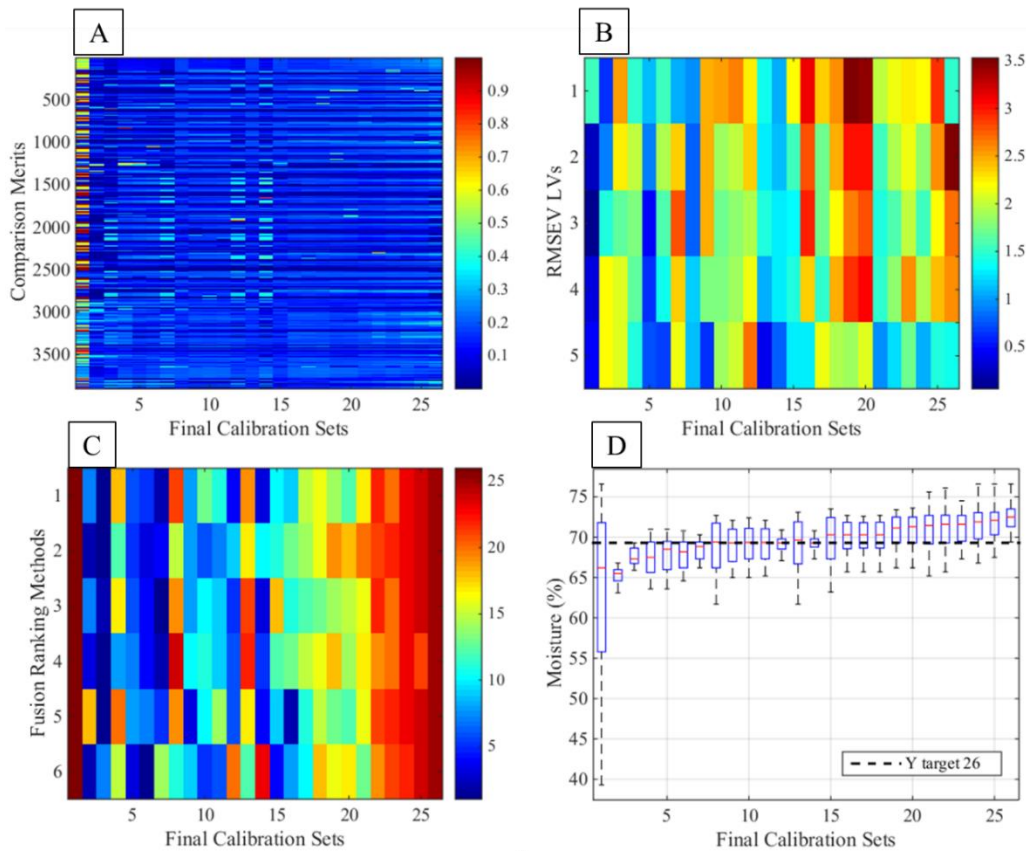 A
Comparison Merits
500
1000
1500
2000
2500
3000
3500
5 10 15 20 25
Final Calibration Sets
0.9
0.8
0.7
0.6
0.5
0.4
0.3
0.2
0.1
B
RMSEV LVs
1
2
3
4
5
5 10 15 20 25
Final Calibration Sets
3.5
3
2.5
2
1.5
1
0.5
C
Fusion Ranking Methods
1
2
3
4
5
6
5 10 15 20 25
Final Calibration Sets
25
20
15
10
5
D
Moisture (%)
75
70
65
60
55
50
45
40
Y target 26
5 10 15 20 25
Final Calibration Sets